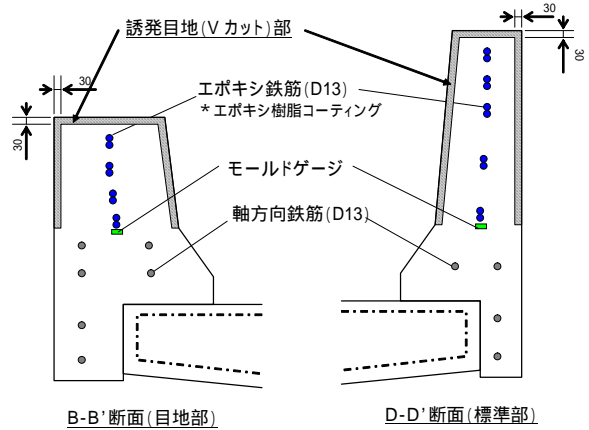 誘発目地(Vカット)部
30
30
30
30
エポキシ鉄筋(D13)
*エポキシ樹脂コーティング
モールドゲージ
軸方向鉄筋(D13)
B-B'断面(目地部)
D-D'断面(標準部)